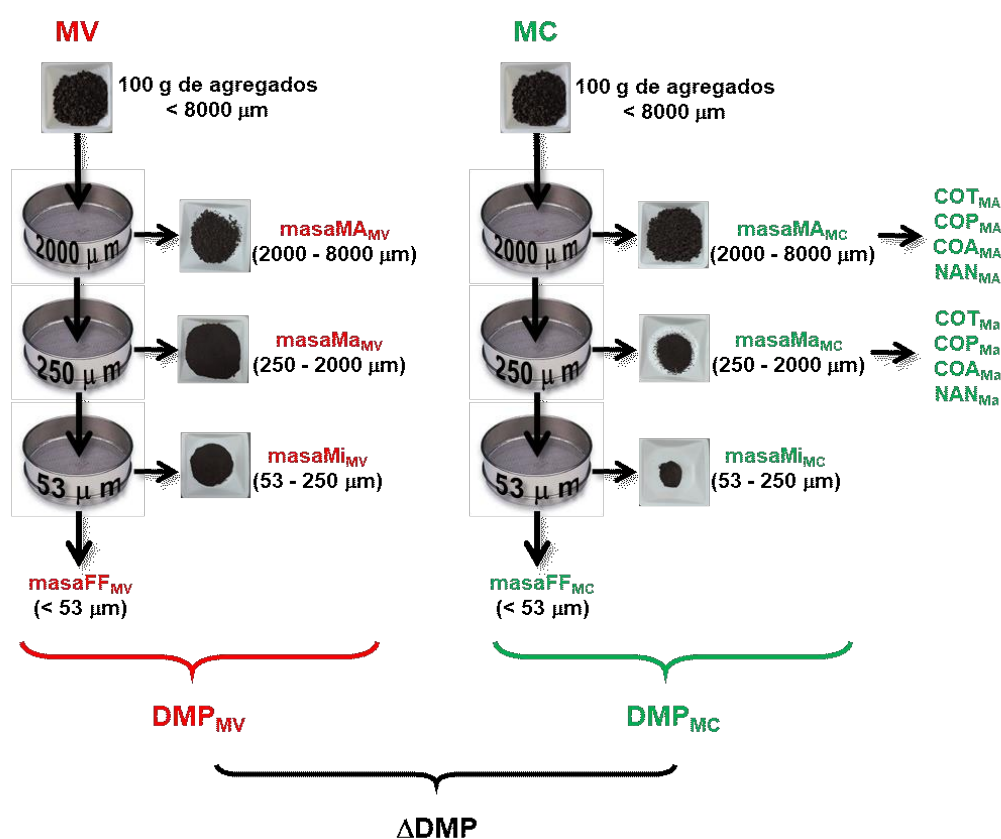 MV
100 g de agregados
< 8000 μm
2000 μm
masaMA_MV
(2000 - 8000 μm)
250 μm
masaMa_MV
(250 - 2000 μm)
53 μm
masaMi_MV
(53 - 250 μm)
masaFF_MV
(< 53 μm)
DMP_MV
MC
100 g de agregados
< 8000 μm
2000 μm
masaMA_MC
(2000 - 8000 μm)
COT_MA
COP_MA
COA_MA
NAN_MA
250 μm
masaMa_MC
(250 - 2000 μm)
COT_Ma
COP_Ma
COA_Ma
NAN_Ma
53 μm
masaMi_MC
(53 - 250 μm)
masaFF_MC
(< 53 μm)
DMP_MC
ΔDMP